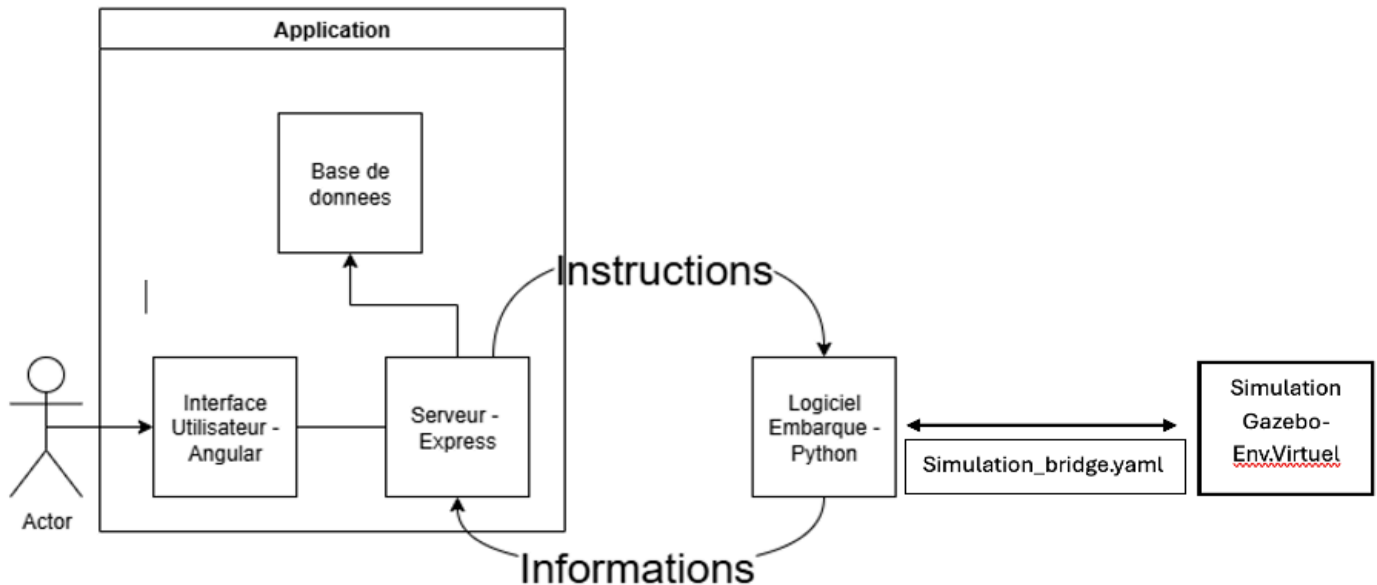 Application
Base de
donnees
Instructions
Interface
Utilisateur -
Angular
Serveur -
Express
Logiciel
Embarque -
Python
Simulation_bridge.yaml
Simulation
Gazebo-
Env.Virtuel
Actor
Informations